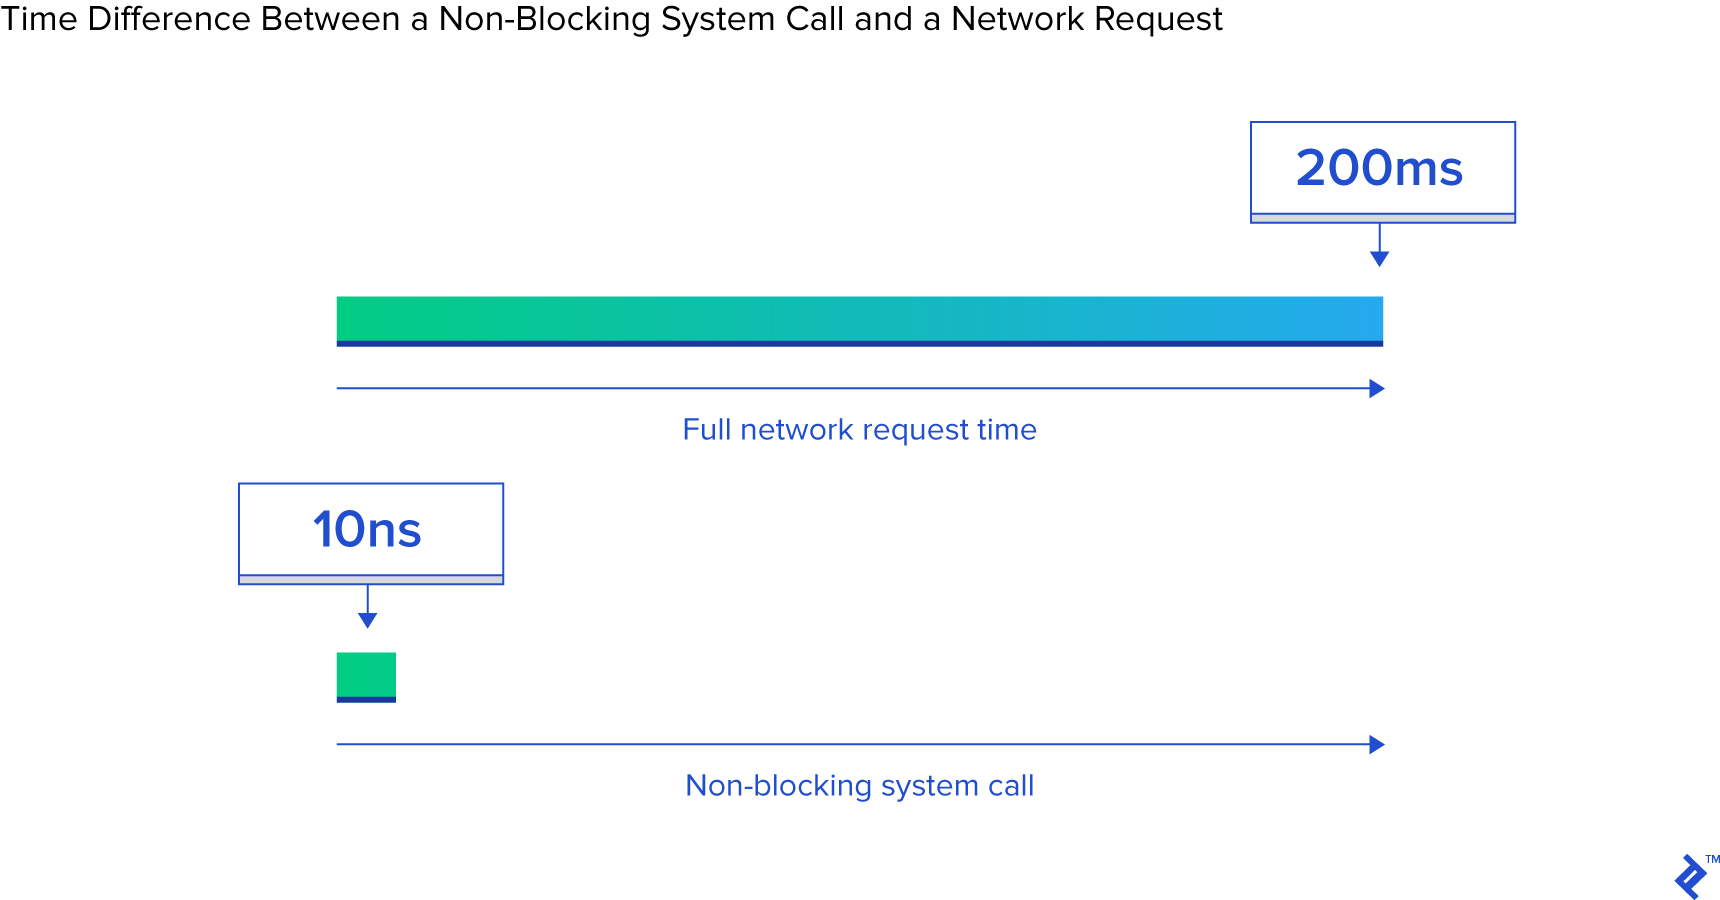 Time Difference Between a Non-Blocking System Call and a Network Request
200ms
Full network request time
10ns
Non-blocking system call
TM